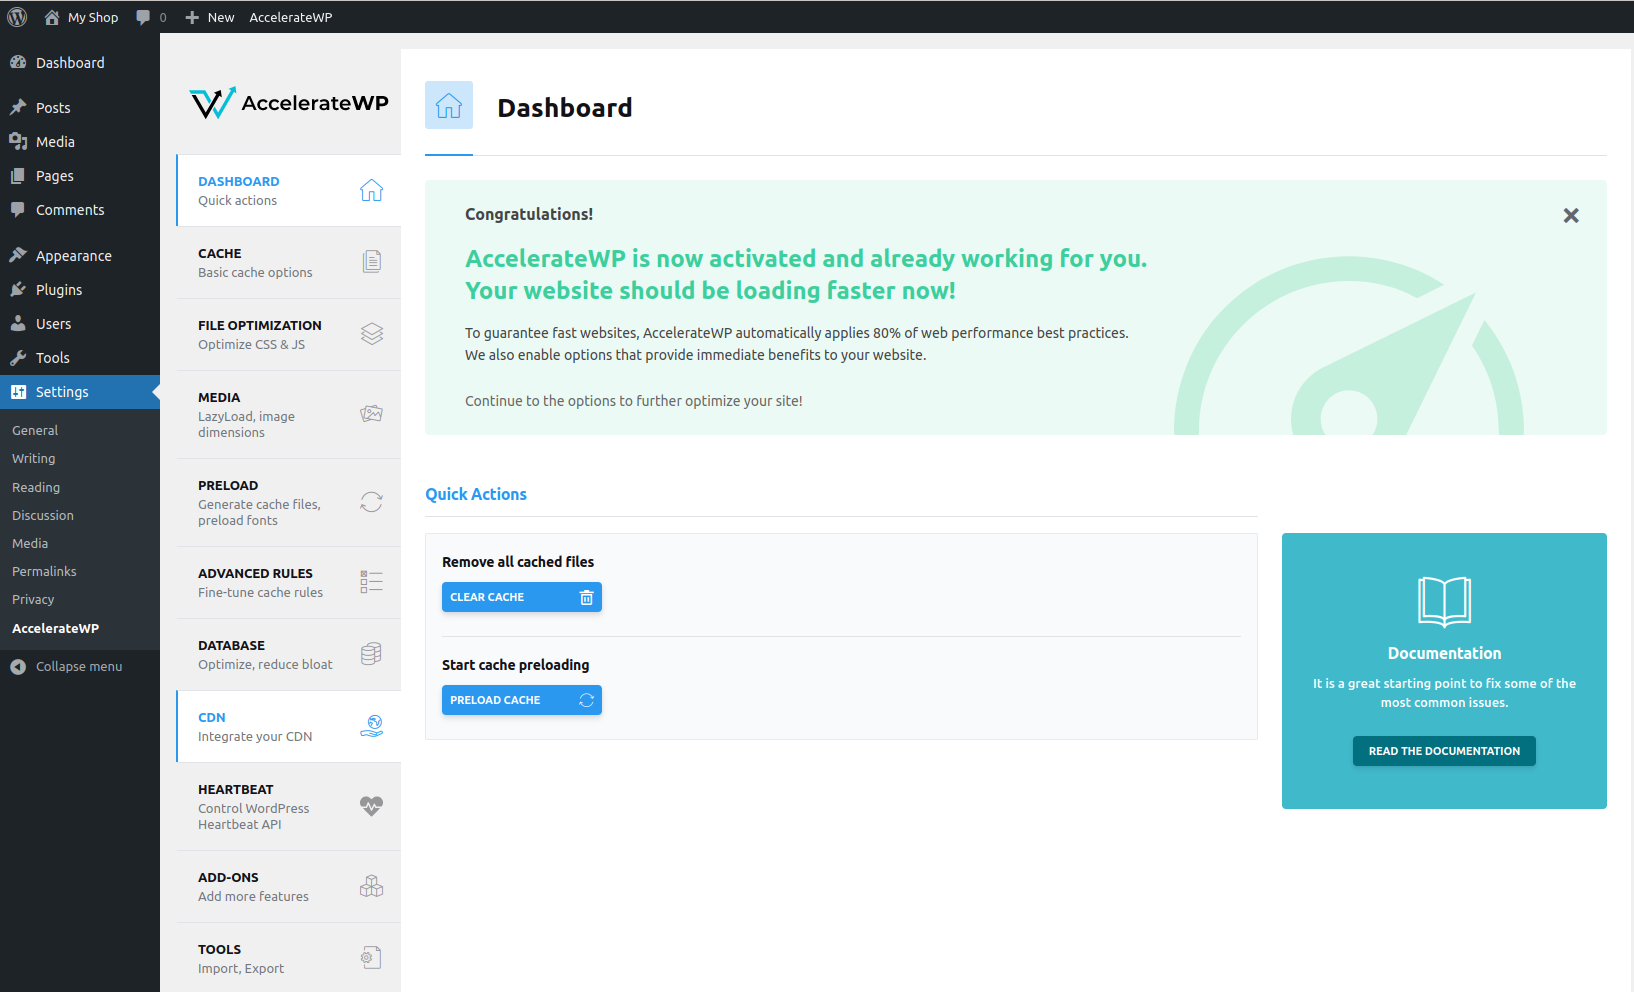 My Shop
0
New
AccelerateWP
Dashboard
Posts
Media
Pages
Comments
Appearance
Plugins
Users
Tools
Settings
General
Writing
Reading
Discussion
Media
Permalinks
Privacy
AccelerateWP
Collapse menu
AccelerateWP
DASHBOARD
Quick actions
CACHE
Basic cache options
FILE OPTIMIZATION
Optimize CSS & JS
MEDIA
LazyLoad, image
dimensions
PRELOAD
Generate cache files,
preload fonts
ADVANCED RULES
Fine-tune cache rules
DATABASE
Optimize, reduce bloat
CDN
Integrate your CDN
HEARTBEAT
Control WordPress
Heartbeat API
ADD-ONS
Add more features
TOOLS
Import, Export
Dashboard
Congratulations!
AccelerateWP is now activated and already working for you.
Your website should be loading faster now!
To guarantee fast websites, AccelerateWP automatically applies 80% of web performance best practices.
We also enable options that provide immediate benefits to your website.
Continue to the options to further optimize your site!
Quick Actions
Remove all cached files
CLEAR CACHE
Start cache preloading
PRELOAD CACHE
Documentation
It is a great starting point to fix some of the
most common issues.
READ THE DOCUMENTATION